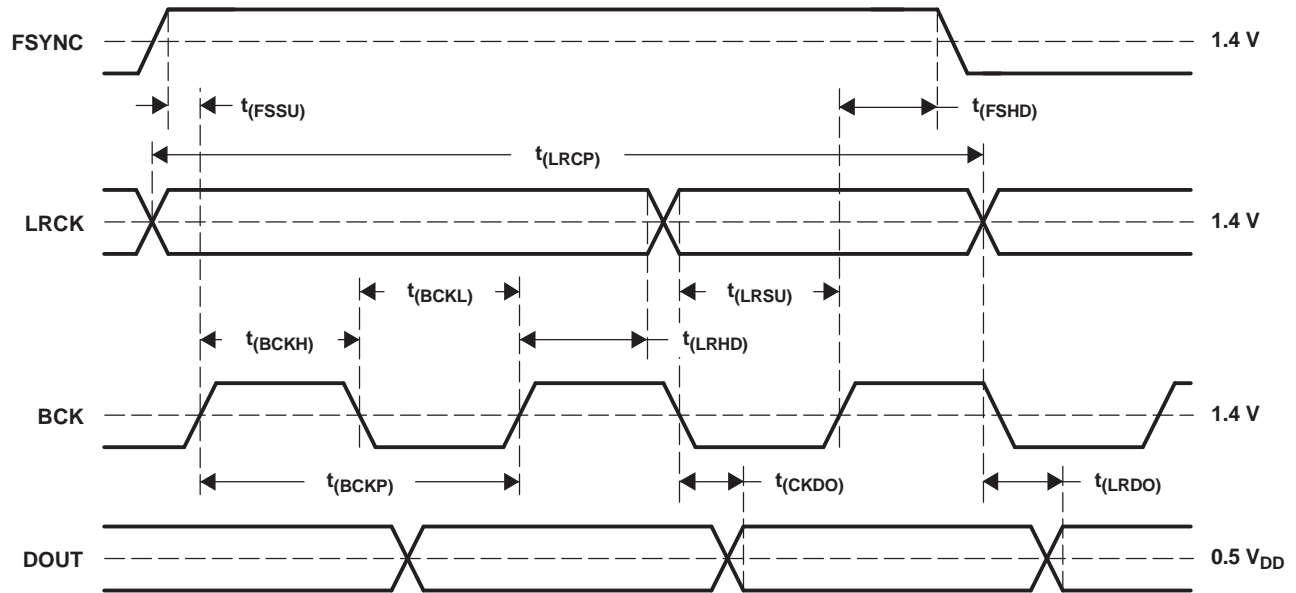 FSYNC
1.4 V
t(FSSU)
t(FSHD)
t(LRCP)
LRCK
1.4 V
t(BCKL)
t(LRSU)
t(BCKH)
t(LRHD)
BCK
1.4 V
t(BCKP)
t(CKDO)
t(LRDO)
DOUT
0.5 VDD